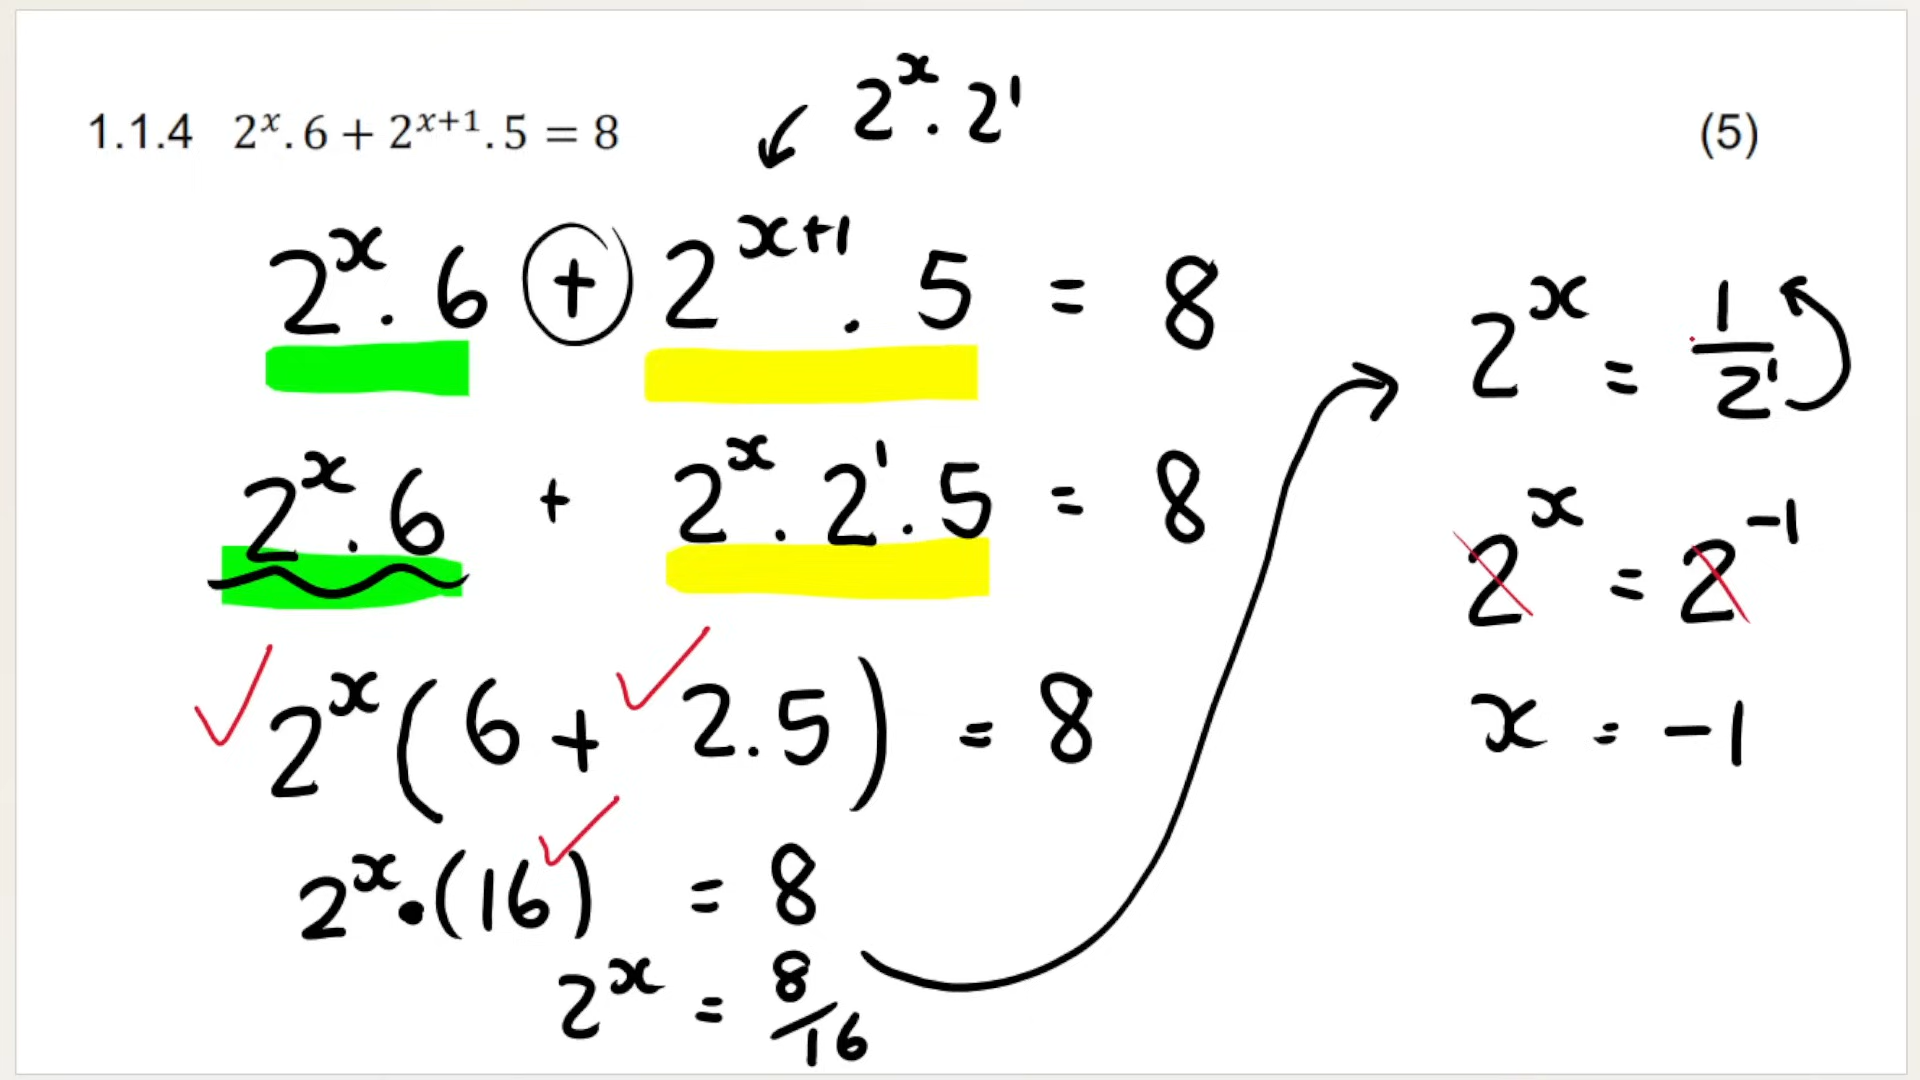 1.1.4 2ˣ.6 + 2ˣ⁺¹.5 = 8 (5)
2ˣ.2¹
2ˣ.6 + 2ˣ⁺¹.5 = 8
2ˣ.6 + 2ˣ.2¹.5 = 8
2ˣ(6 + 2.5) = 8
2ˣ.(16) = 8
2ˣ = 8/16
2ˣ = 1/2¹
2ˣ = 2⁻¹
x = -1